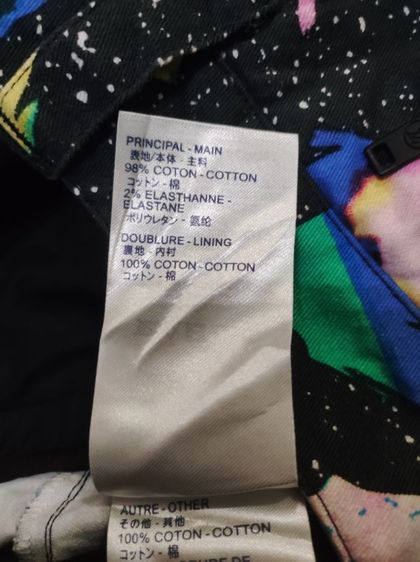 PRINCIPAL - MAIN
表地/本体 - 主料
98% COTON - COTTON
コットン - 棉
2% ELASTHANNE -
ELASTANE
ポリウレタン - 氨纶
DOUBLURE - LINING
裏地 - 内衬
100% COTON - COTTON
コットン - 棉
AUTRE - OTHER
その他 - 其他
100% COTON - COTTON
コットン - 棉